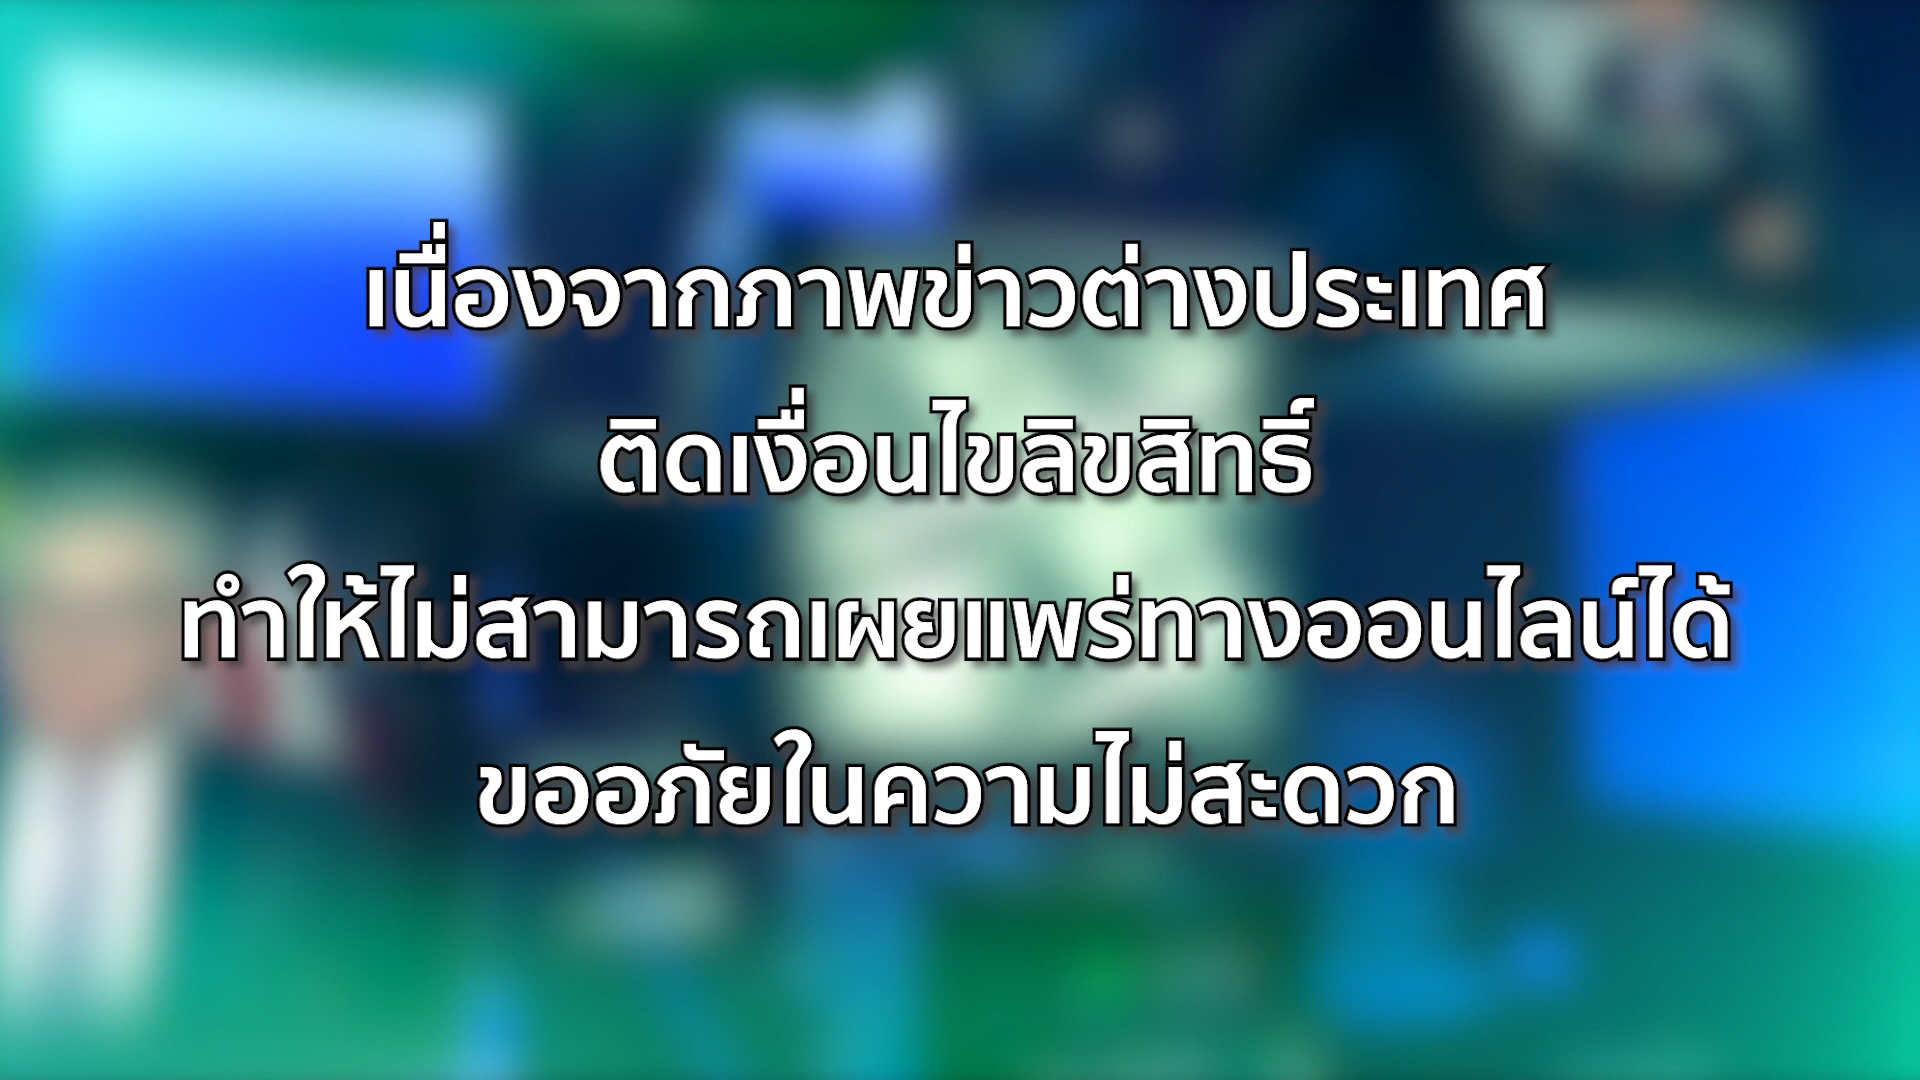 เนื่องจากภาพข่าวต่างประเทศ
ติดเงื่อนไขลิขสิทธิ์
ทำให้ไม่สามารถเผยแพร่ทางออนไลน์ได้
ขออภัยในความไม่สะดวก